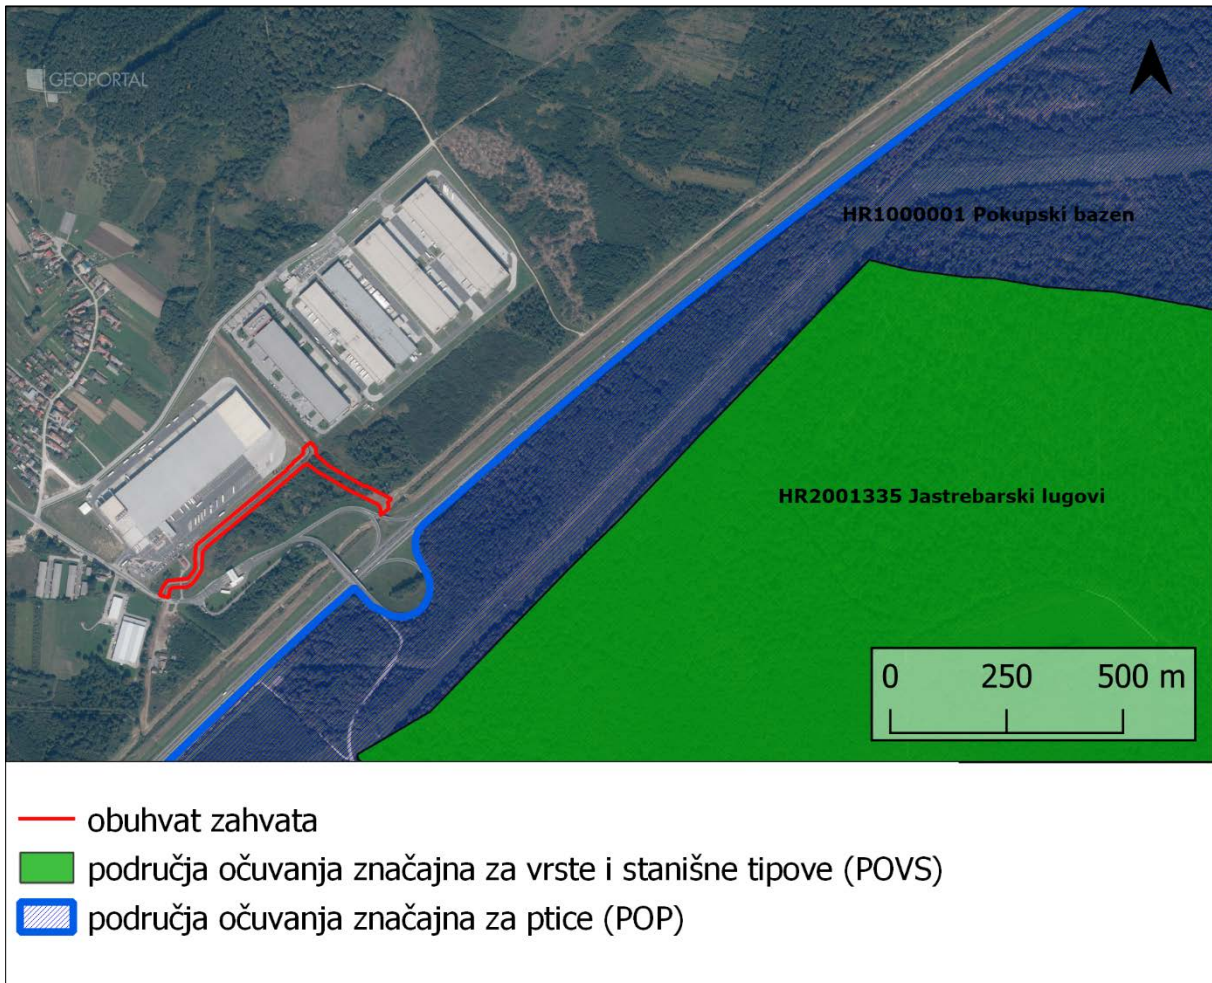 GEOPORTAL
HR1000001 Pokupski bazen
HR2001335 Jastrebarski lugovi
0 250 500 m
obuhvat zahvata
područja očuvanja značajna za vrste i stanišne tipove (POVS)
područja očuvanja značajna za ptice (POP)